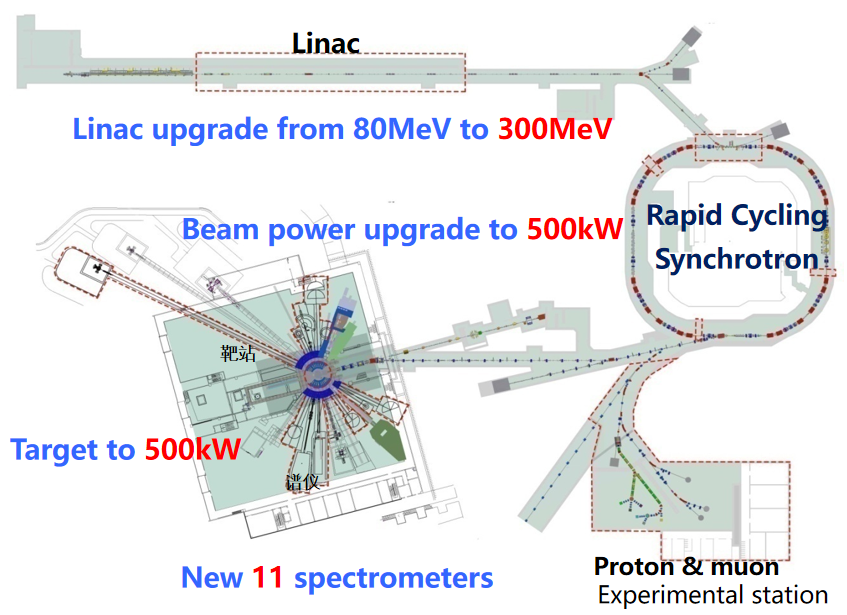 Linac
Linac upgrade from 80MeV to 300MeV
Beam power upgrade to 500kW
Rapid Cycling
Synchrotron
靶站
Target to 500kW
谱仪
New 11 spectrometers
Proton & muon
Experimental station